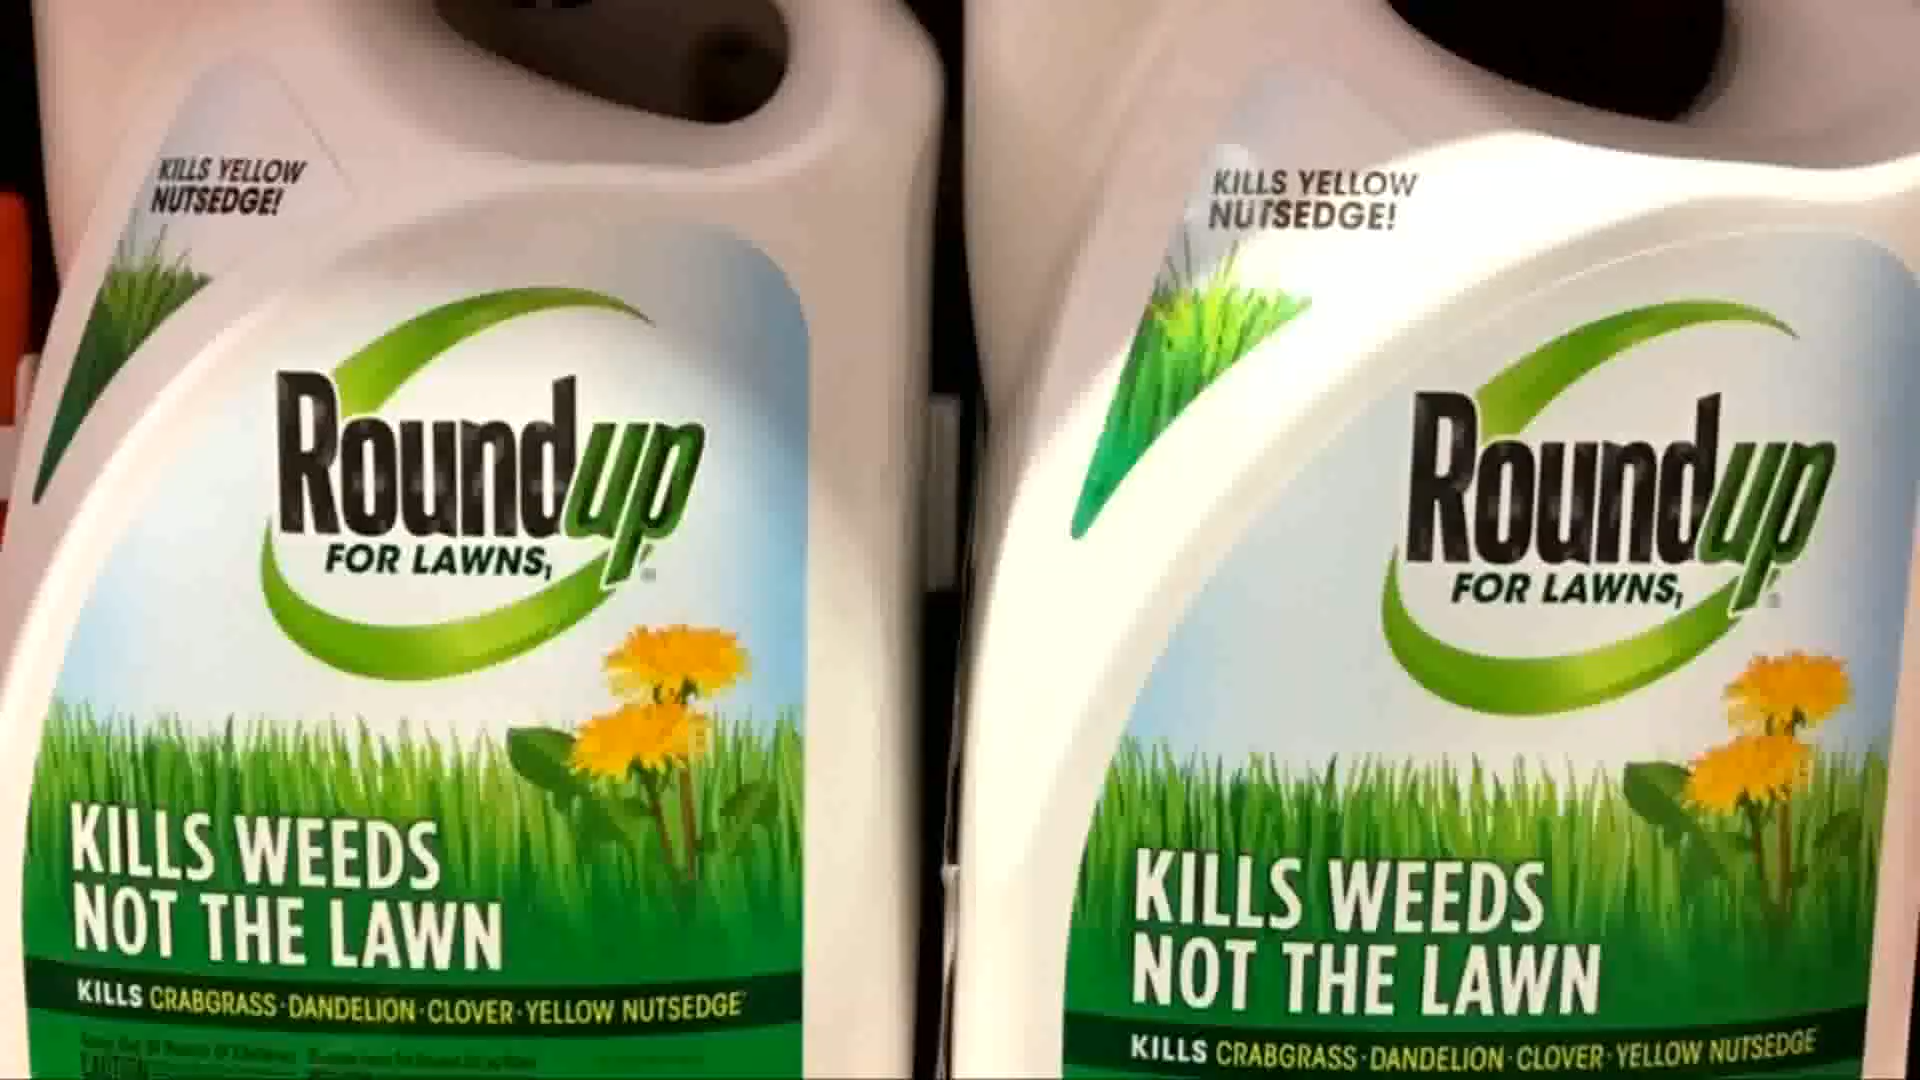 KILLS YELLOW
NUTSEDGE!
Roundup
FOR LAWNS,
KILLS WEEDS
NOT THE LAWN
KILLS CRABGRASS · DANDELION · CLOVER · YELLOW NUTSEDGE
CAUTION
KILLS YELLOW
NUTSEDGE!
Roundup
FOR LAWNS,
KILLS WEEDS
NOT THE LAWN
KILLS CRABGRASS · DANDELION · CLOVER · YELLOW NUTSEDGE